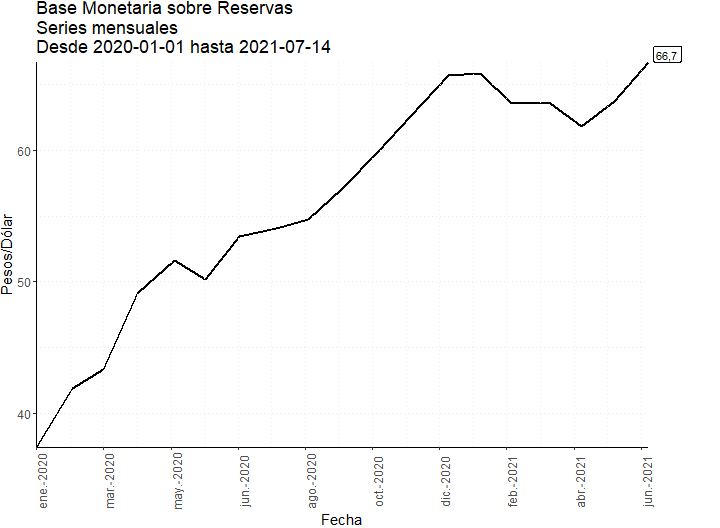 Base Monetaria sobre Reservas
Series mensuales
Desde 2020-01-01 hasta 2021-07-14
66,7
60
50
40
Pesos/Dólar
ene.-2020
mar.-2020
may.-2020
jun.-2020
ago.-2020
oct.-2020
dic.-2020
feb.-2021
abr.-2021
jun.-2021
Fecha